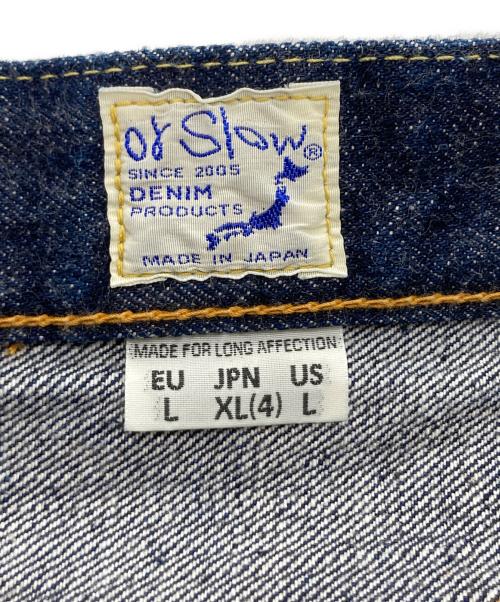 or Slow®
SINCE 2005
DENIM
PRODUCTS
MADE IN JAPAN
MADE FOR LONG AFFECTION
EU JPN US
L XL(4) L